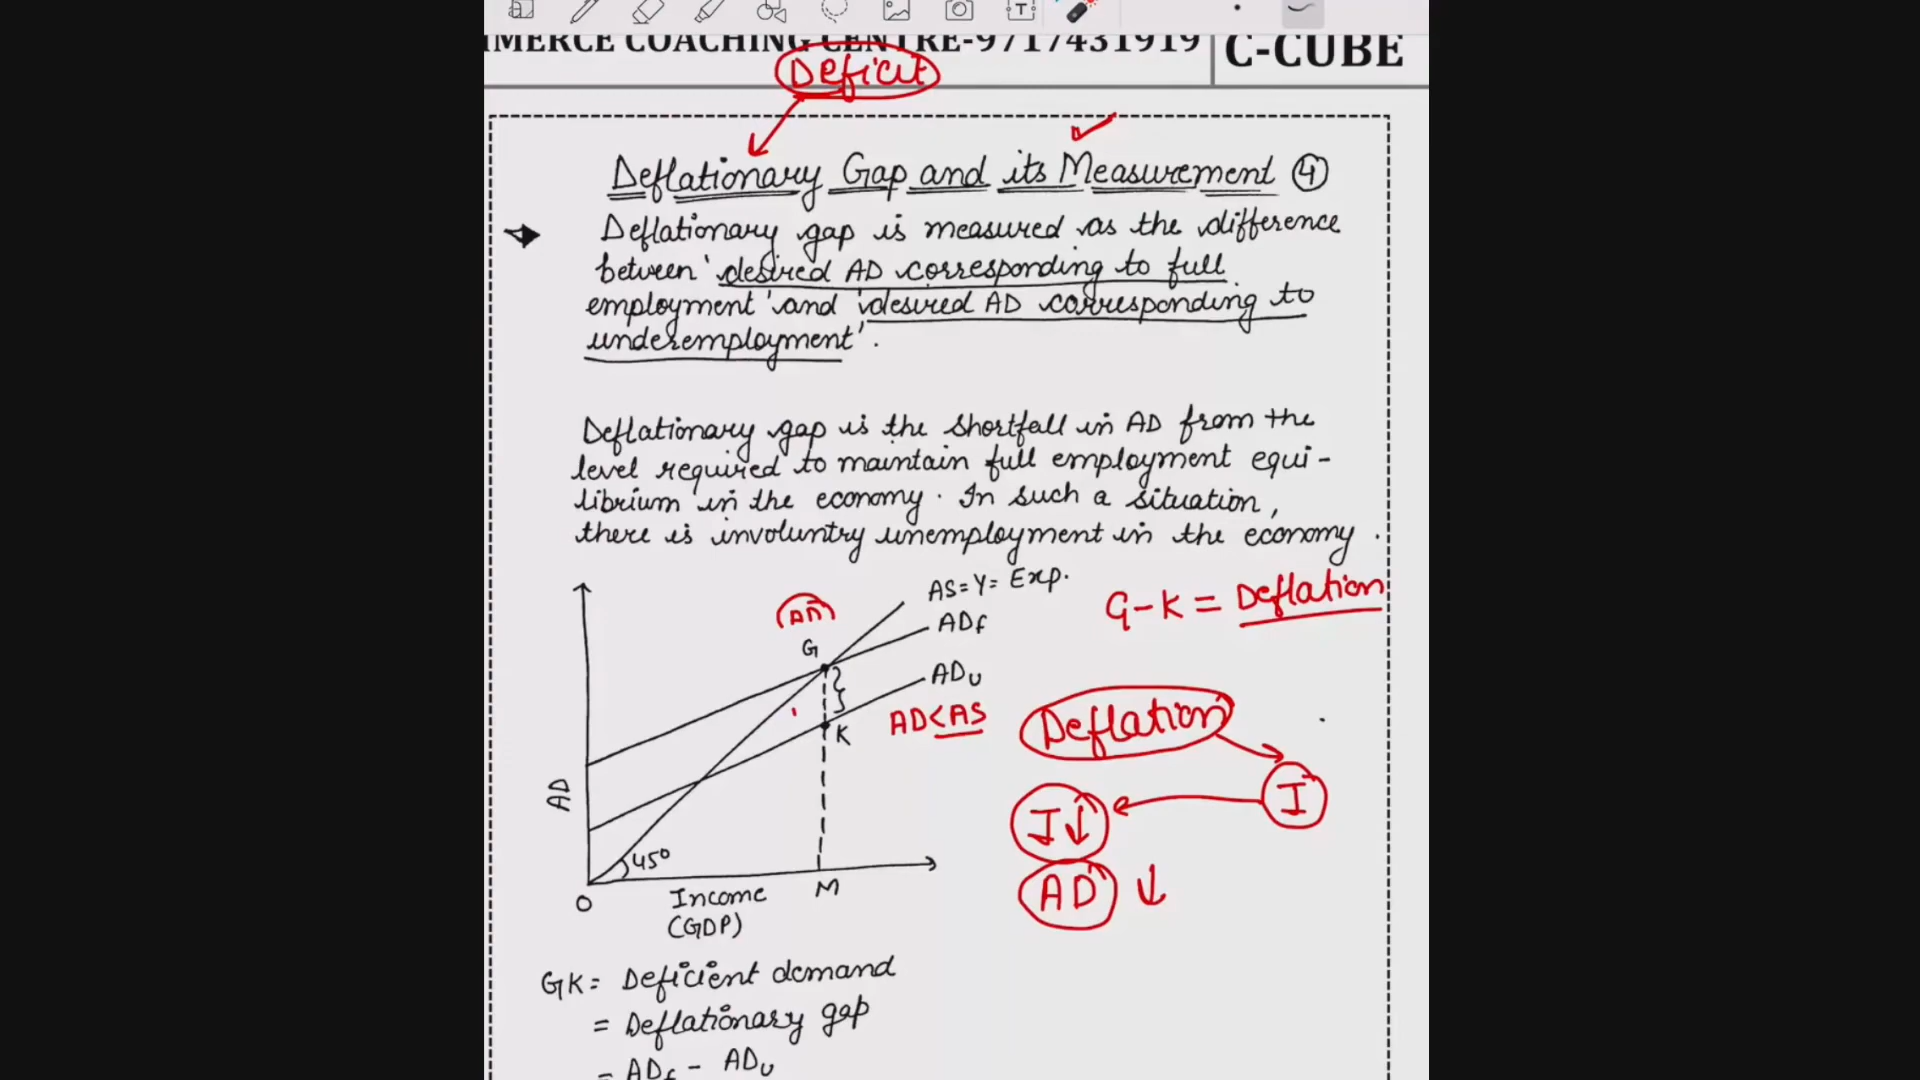 MMERCE COACHING CENTRE-9717431919
C-CUBE
Deficit
Deflationary Gap and its Measurement 4
Deflationary gap is measured as the difference
between 'desired AD corresponding to full
employment' and 'desired AD corresponding to
underemployment'.
Deflationary gap is the shortfall in AD from the
level required to maintain full employment equi-
librium in the economy. In such a situation,
there is involuntry unemployment in the economy.
AS=Y= Exp.
G-K = Deflation
AD
ADf
G
ADU
AD<AS
K
Deflation
I
I↓
AD ↓
AD
45°
O
M
Income
(GDP)
GK= Deficient demand
= Deflationary gap
= ADf - ADU